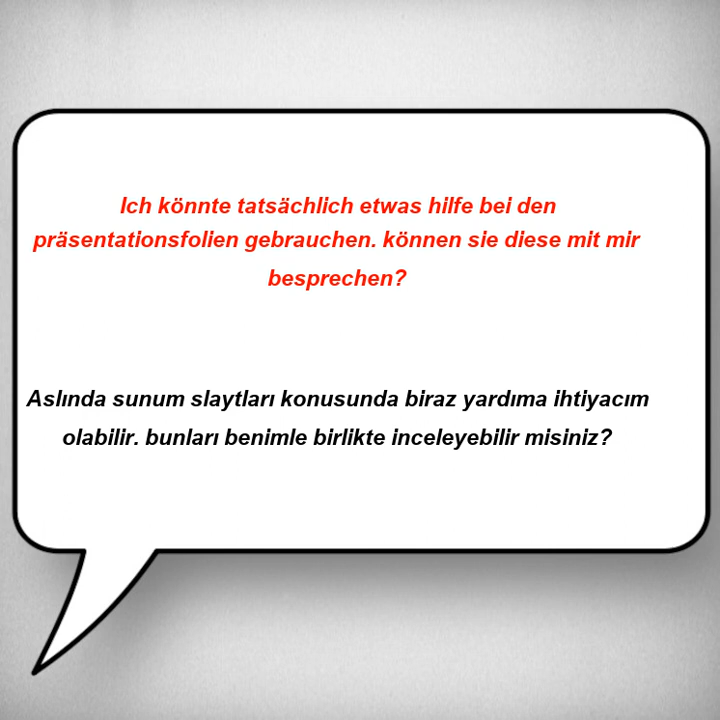 Ich könnte tatsächlich etwas hilfe bei den
präsentationsfolien gebrauchen. können sie diese mit mir
besprechen?
Aslında sunum slaytları konusunda biraz yardıma ihtiyacım
olabilir. bunları benimle birlikte inceleyebilir misiniz?